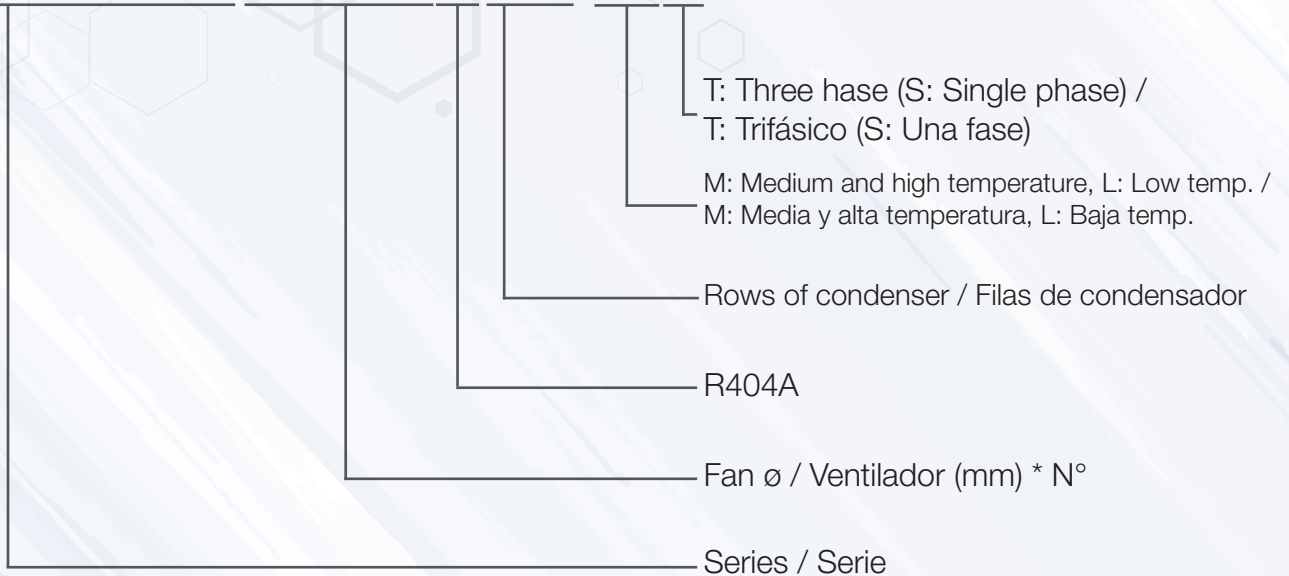 T: Three hase (S: Single phase) /
T: Trifásico (S: Una fase)
M: Medium and high temperature, L: Low temp. /
M: Media y alta temperatura, L: Baja temp.
Rows of condenser / Filas de condensador
R404A
Fan ø / Ventilador (mm) * N°
Series / Serie